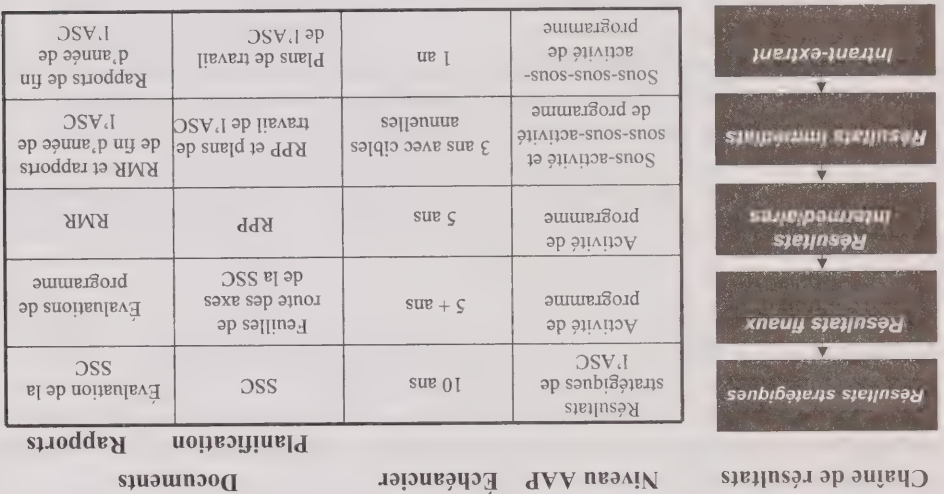 Chaîne de résultats
Niveau AAP
Échéancier
Documents
Planification
Rapports
Résultats stratégiques
Résultats
stratégiques de
l'ASC
10 ans
SSC
Évaluation de la
SSC
Résultats finaux
Activité de
programme
5 + ans
Feuilles de
route des axes
de la SSC
Évaluations de
programme
Résultats
Intermédiaires
Activité de
programme
5 ans
RPP
RMR
Résultats immédiats
Sous-activité et
sous-sous-activité
de programme
3 ans avec cibles
annuelles
RPP et plans de
travail de l'ASC
RMR et rapports
de fin d'année de
l'ASC
Intrant-extrant
Sous-sous-sous-
activité de
programme
1 an
Plans de travail
de l'ASC
Rapports de fin
d'année de
l'ASC